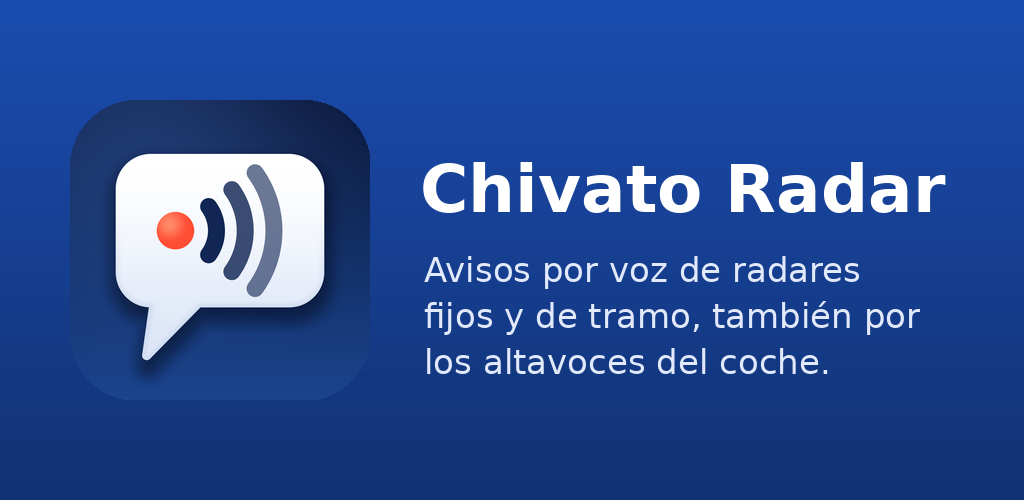 Chivato Radar
Avisos por voz de radares
fijos y de tramo, también por
los altavoces del coche.